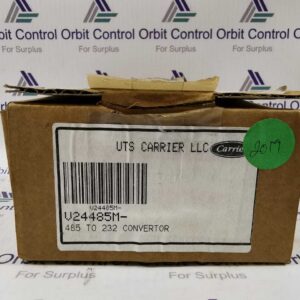 Orbit Control
For Surplus
Orbit Control
For Surplus
Orbit Control
For Surplus
UTS CARRIER LLC
Carrier
2019
V24485M-
V24485M-
485 TO 232 CONVERTOR
For Surplus
For Surplus